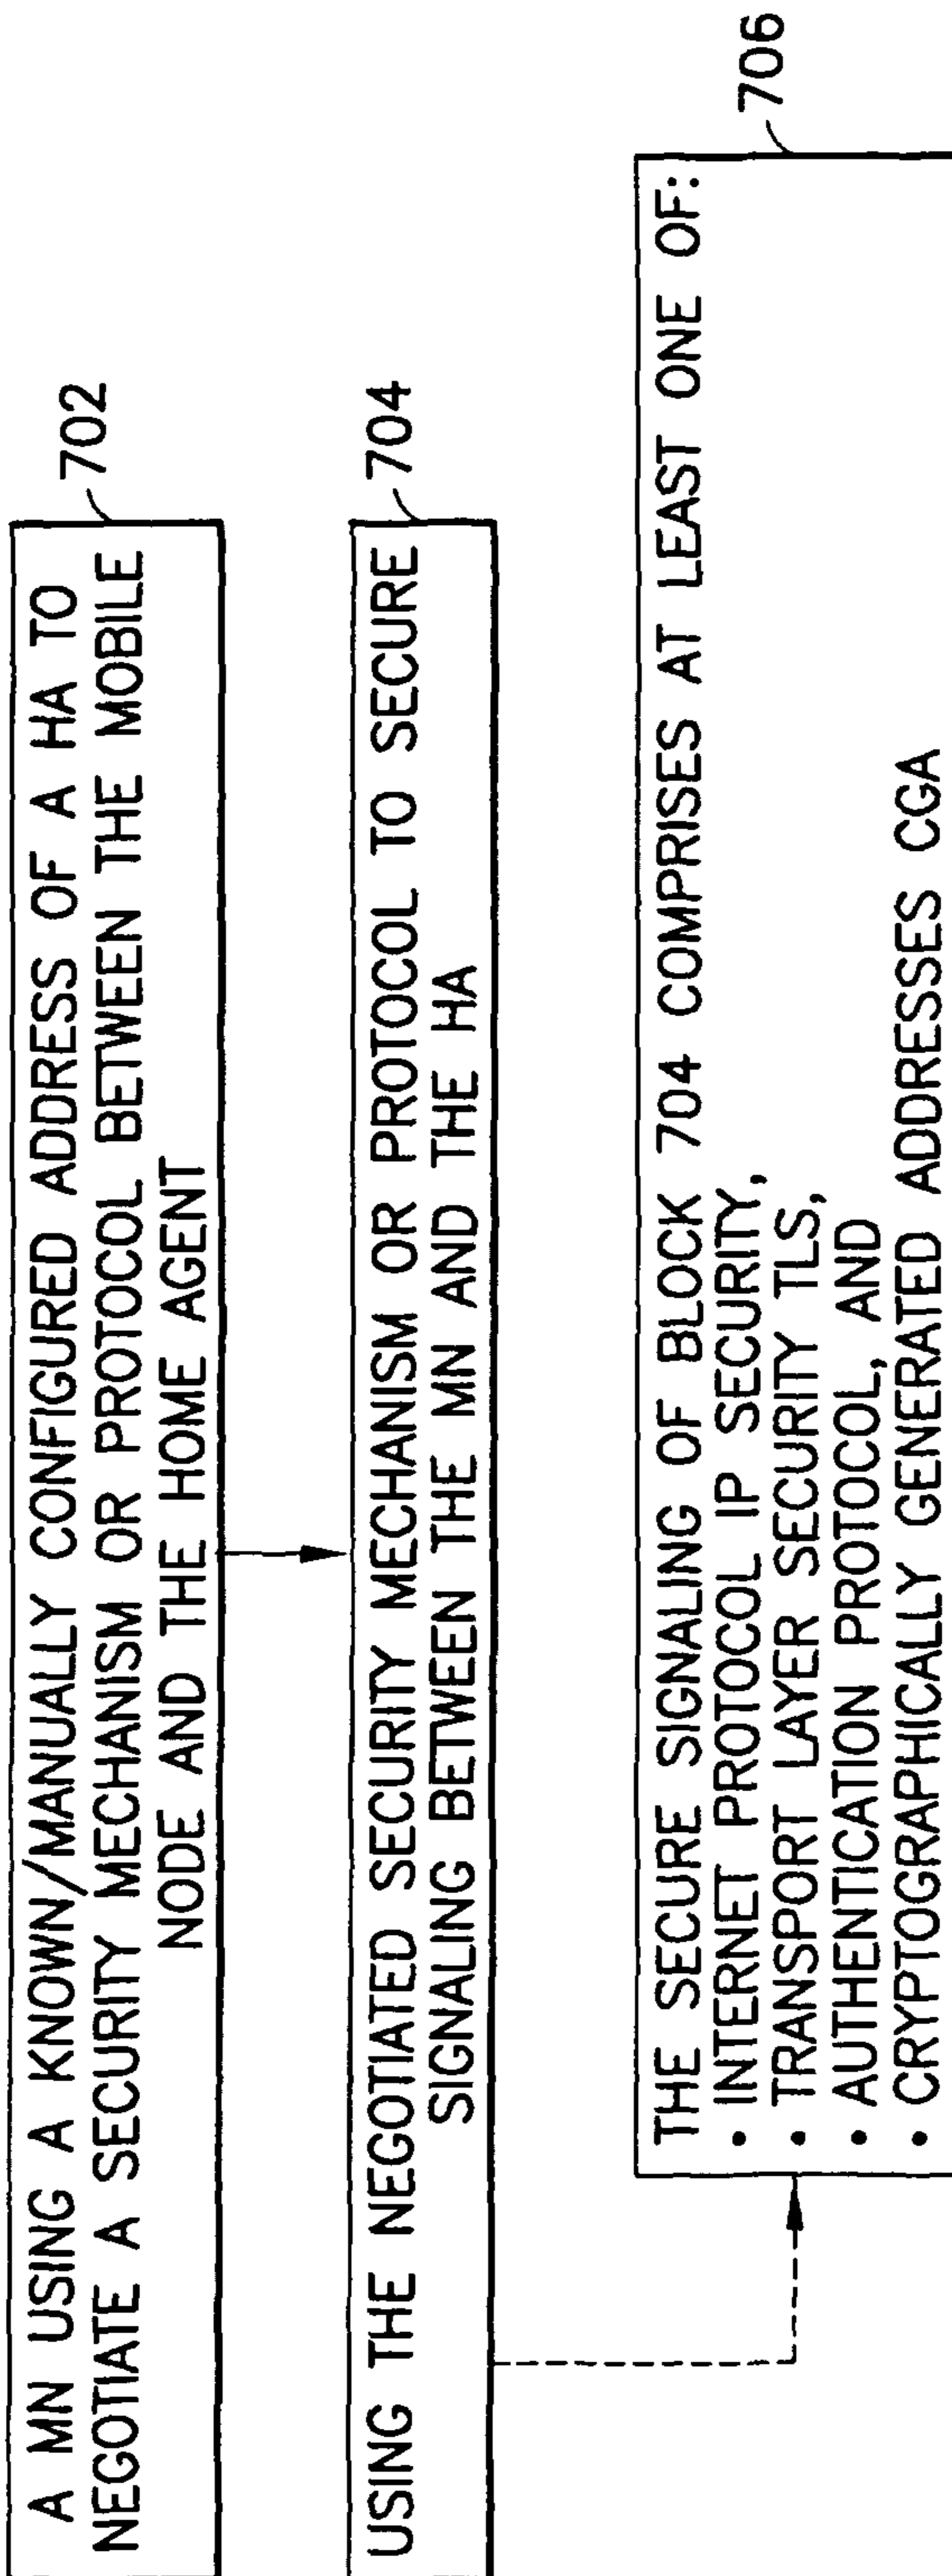 A MN USING A KNOWN/MANUALLY CONFIGURED ADDRESS OF A HA TO
NEGOTIATE A SECURITY MECHANISM OR PROTOCOL BETWEEN THE MOBILE
NODE AND THE HOME AGENT
702
USING THE NEGOTIATED SECURITY MECHANISM OR PROTOCOL TO SECURE
SIGNALING BETWEEN THE MN AND THE HA
704
THE SECURE SIGNALING OF BLOCK 704 COMPRISES AT LEAST ONE OF:
• INTERNET PROTOCOL IP SECURITY,
• TRANSPORT LAYER SECURITY TLS,
• AUTHENTICATION PROTOCOL, AND
• CRYPTOGRAPHICALLY GENERATED ADDRESSES CGA
706